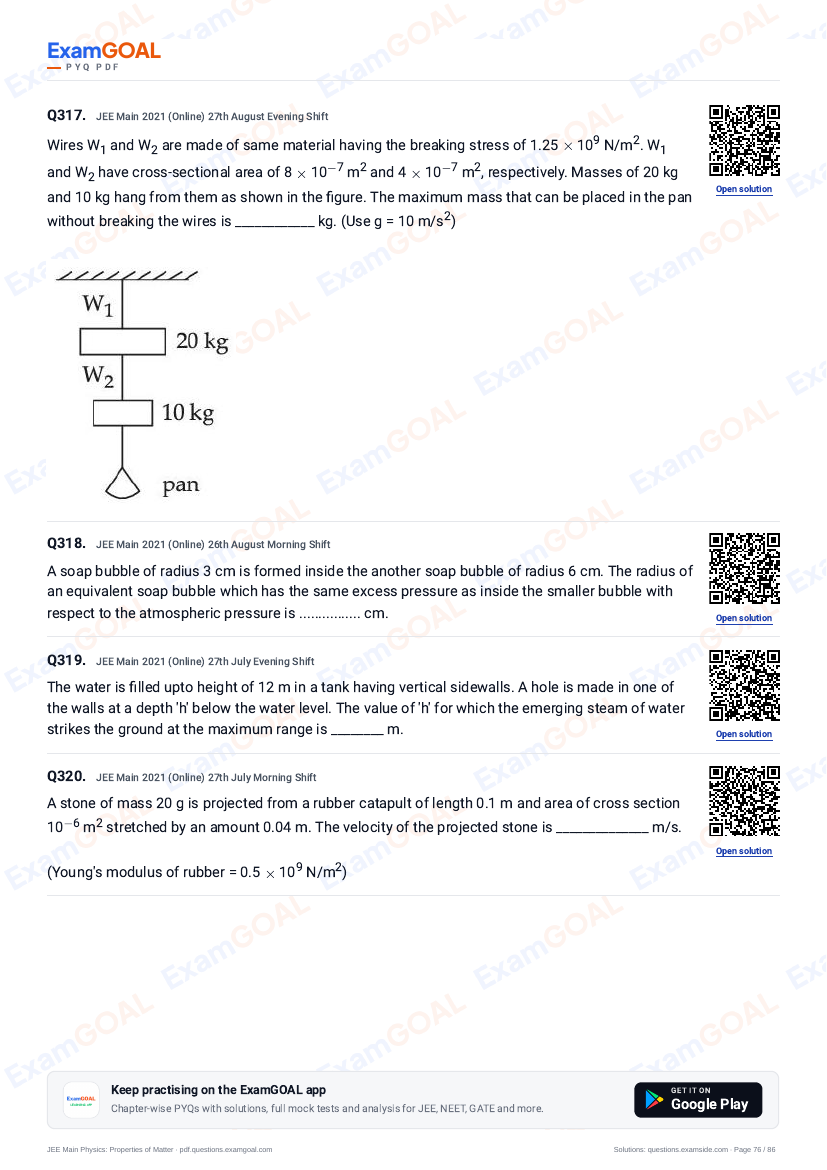 ExamGOAL
PYQ PDF
Q317. JEE Main 2021 (Online) 27th August Evening Shift
Wires W₁ and W₂ are made of same material having the breaking stress of 1.25 × 10⁹ N/m². W₁
and W₂ have cross-sectional area of 8 × 10⁻⁷ m² and 4 × 10⁻⁷ m², respectively. Masses of 20 kg
and 10 kg hang from them as shown in the figure. The maximum mass that can be placed in the pan
without breaking the wires is ____________ kg. (Use g = 10 m/s²)
Open solution
W₁
20 kg
W₂
10 kg
pan
Q318. JEE Main 2021 (Online) 26th August Morning Shift
A soap bubble of radius 3 cm is formed inside the another soap bubble of radius 6 cm. The radius of
an equivalent soap bubble which has the same excess pressure as inside the smaller bubble with
respect to the atmospheric pressure is ................ cm.
Open solution
Q319. JEE Main 2021 (Online) 27th July Evening Shift
The water is filled upto height of 12 m in a tank having vertical sidewalls. A hole is made in one of
the walls at a depth 'h' below the water level. The value of 'h' for which the emerging steam of water
strikes the ground at the maximum range is ________ m.
Open solution
Q320. JEE Main 2021 (Online) 27th July Morning Shift
A stone of mass 20 g is projected from a rubber catapult of length 0.1 m and area of cross section
10⁻⁶ m² stretched by an amount 0.04 m. The velocity of the projected stone is ______________ m/s.
(Young's modulus of rubber = 0.5 × 10⁹ N/m²)
Open solution
Keep practising on the ExamGOAL app
Chapter-wise PYQs with solutions, full mock tests and analysis for JEE, NEET, GATE and more.
GET IT ON
Google Play
JEE Main Physics: Properties of Matter · pdf.questions.examgoal.com
Solutions: questions.examside.com · Page 76 / 86